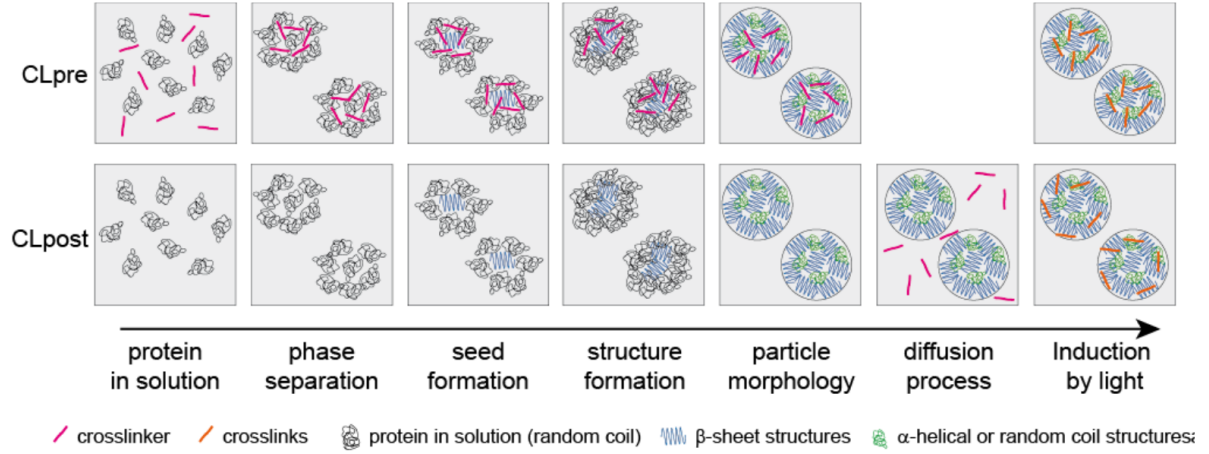 CLpre
CLpost
protein
in solution
phase
separation
seed
formation
structure
formation
particle
morphology
diffusion
process
Induction
by light
crosslinker
crosslinks
protein in solution (random coil)
β-sheet structures
α-helical or random coil structures